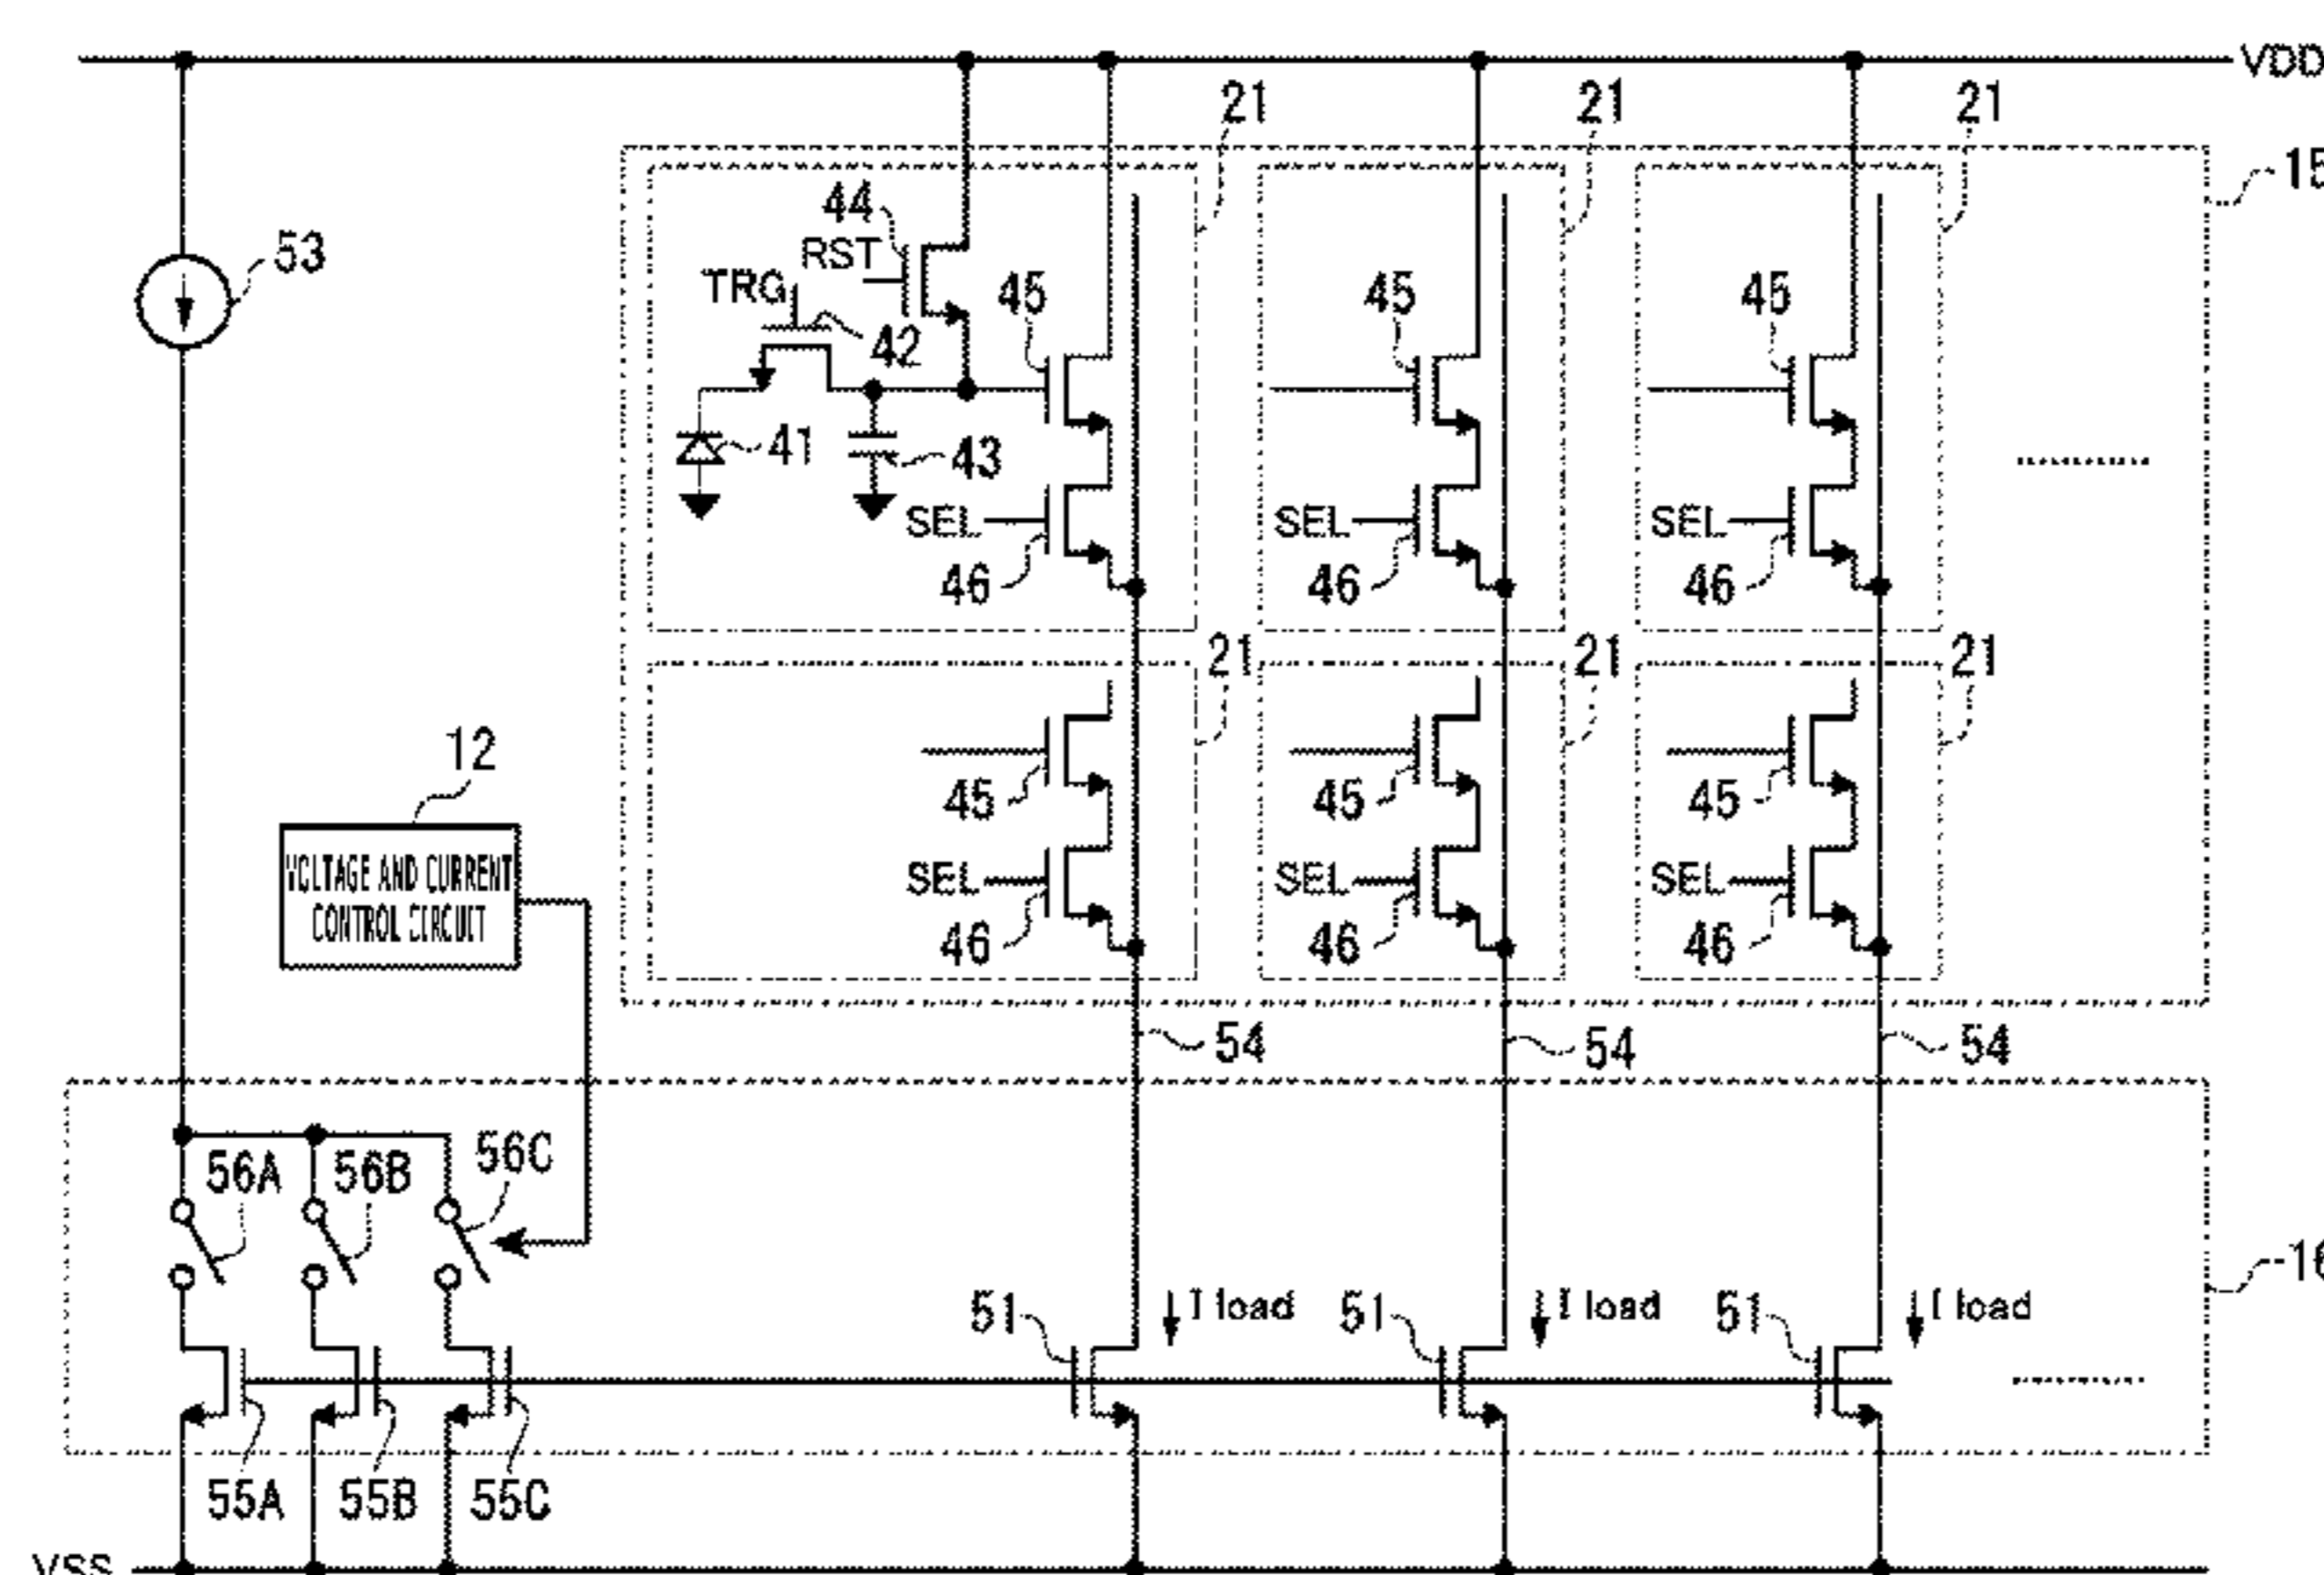 VDD
21 21 21
15
44
RST
53
TRG
45 45 45
42
41
43
SEL SEL SEL
46 46 46
21 21 21
12
45 45 45
VOLTAGE AND CURRENT
CONTROL CIRCUIT
SEL SEL SEL
46 46 46
54 54 54
56A 56B 56C
16
51 I load 51 I load 51 I load
55A 55B 55C
VSS